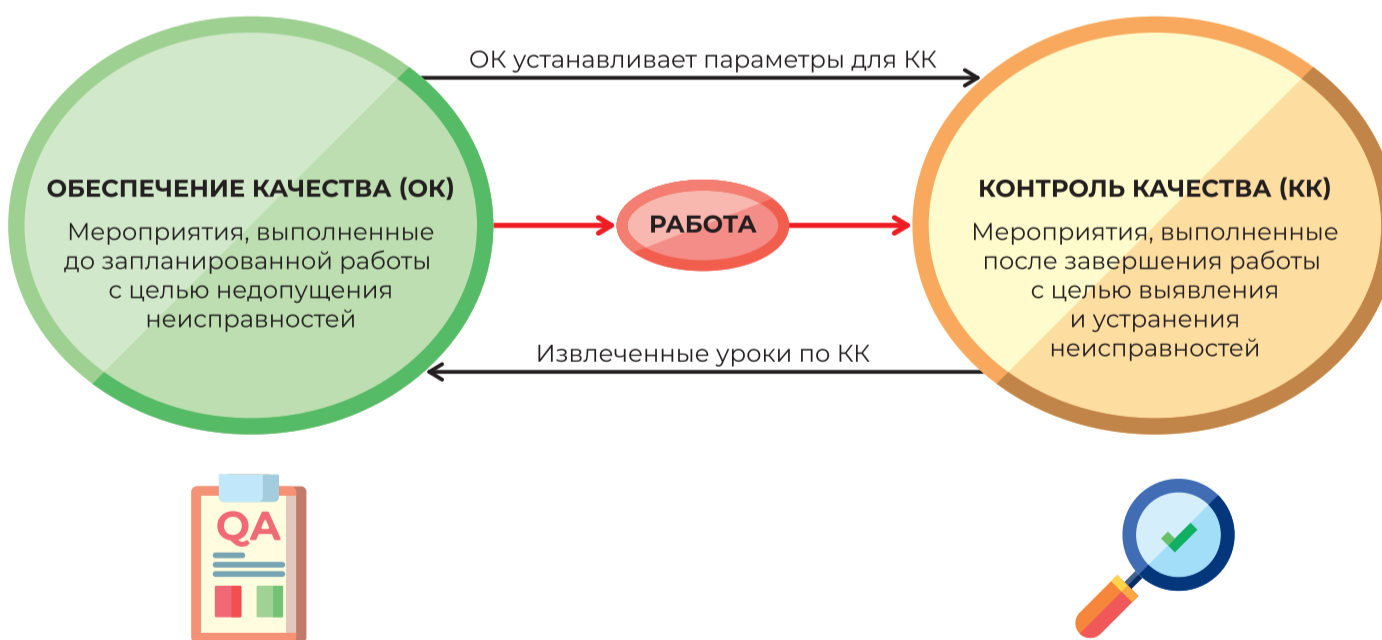 ОК устанавливает параметры для КК
ОБЕСПЕЧЕНИЕ КАЧЕСТВА (ОК)
Мероприятия, выполненные
до запланированной работы
с целью недопущения
неисправностей
РАБОТА
КОНТРОЛЬ КАЧЕСТВА (КК)
Мероприятия, выполненные
после завершения работы
с целью выявления
и устранения
неисправностей
Извлеченные уроки по КК
QA